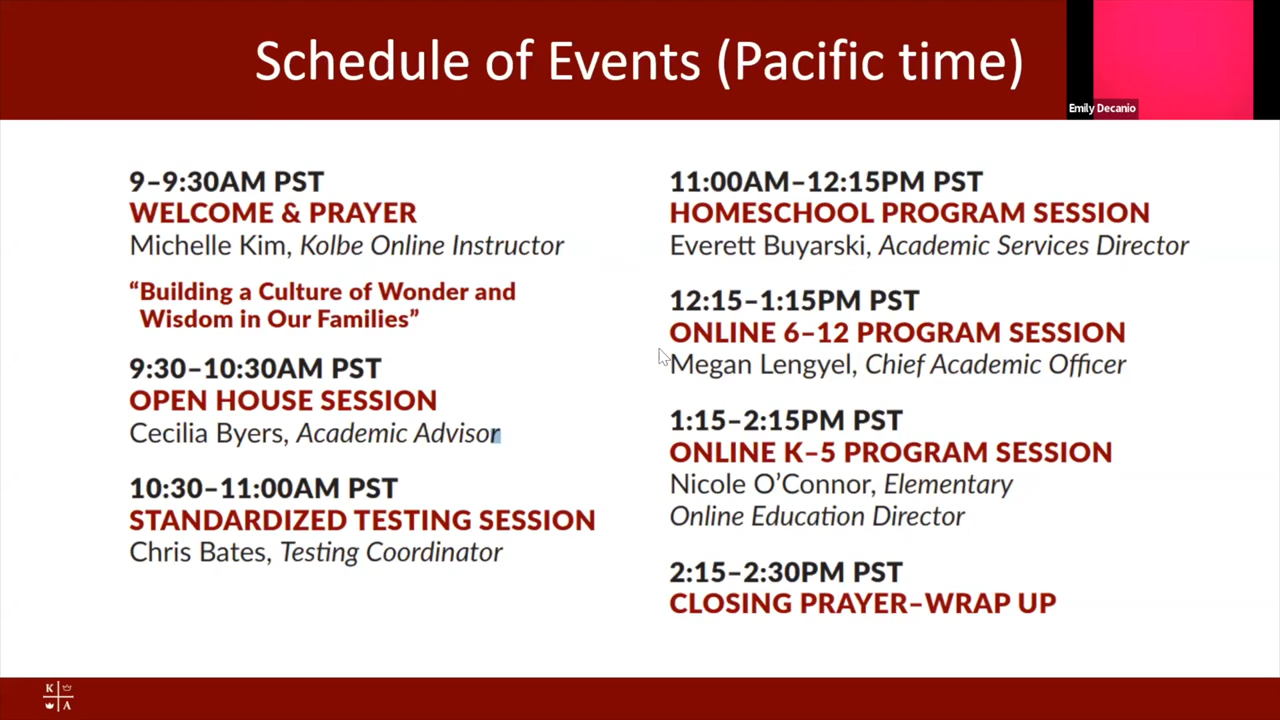 Schedule of Events (Pacific time)
Emily Decanio
9–9:30AM PST
WELCOME & PRAYER
Michelle Kim, Kolbe Online Instructor
“Building a Culture of Wonder and
Wisdom in Our Families”
9:30–10:30AM PST
OPEN HOUSE SESSION
Cecilia Byers, Academic Advisor
10:30–11:00AM PST
STANDARDIZED TESTING SESSION
Chris Bates, Testing Coordinator
11:00AM–12:15PM PST
HOMESCHOOL PROGRAM SESSION
Everett Buyarski, Academic Services Director
12:15–1:15PM PST
ONLINE 6–12 PROGRAM SESSION
Megan Lengyel, Chief Academic Officer
1:15–2:15PM PST
ONLINE K–5 PROGRAM SESSION
Nicole O’Connor, Elementary
Online Education Director
2:15–2:30PM PST
CLOSING PRAYER–WRAP UP
K
A